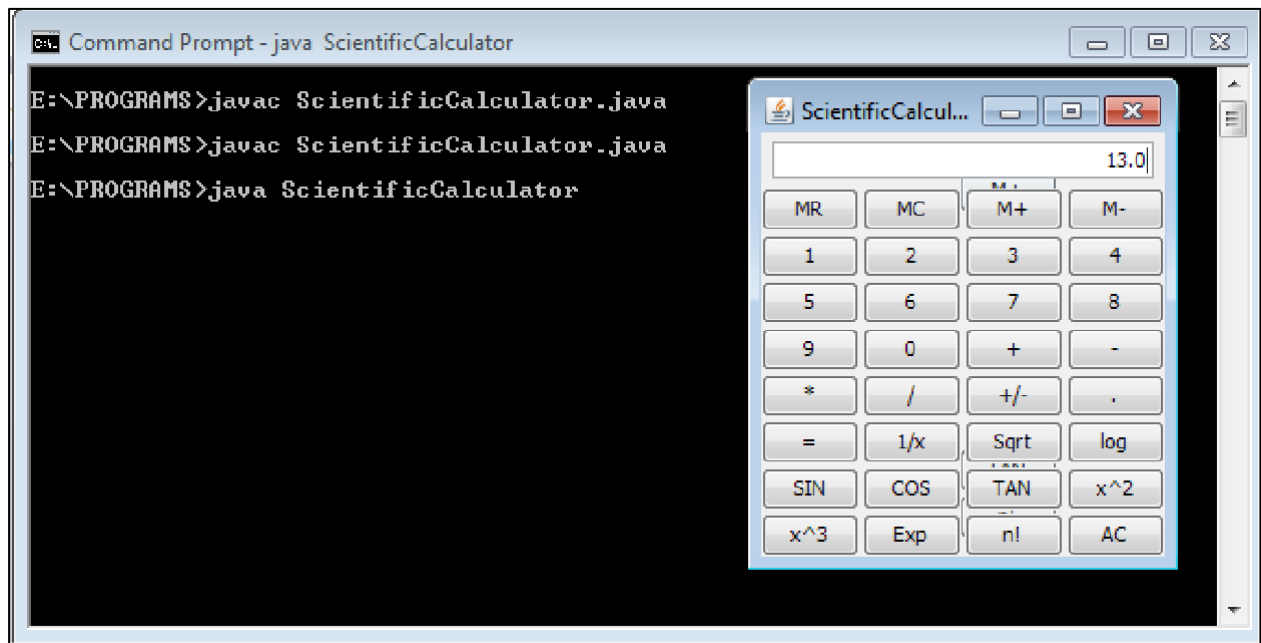 Command Prompt - java ScientificCalculator
E:\PROGRAMS>javac ScientificCalculator.java
E:\PROGRAMS>javac ScientificCalculator.java
E:\PROGRAMS>java ScientificCalculator
ScientificCalcul...
13.0
MR MC M+ M-
1 2 3 4
5 6 7 8
9 0 + -
* / +/- .
= 1/x Sqrt log
SIN COS TAN x^2
x^3 Exp n! AC